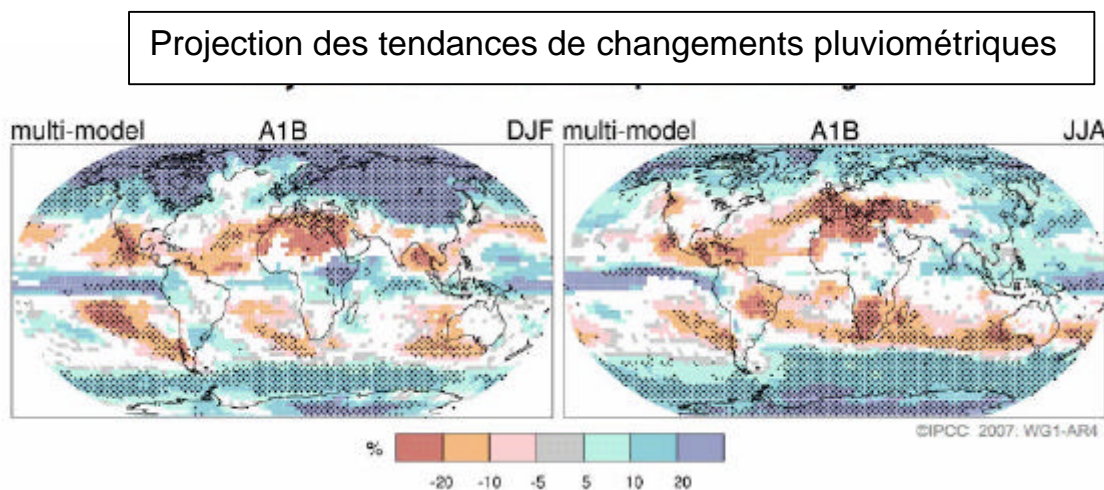 Projection des tendances de changements pluviométriques
multi-model A1B DJF
multi-model A1B JJA
©IPCC 2007: WG1-AR4
%
-20 -10 -5 5 10 20